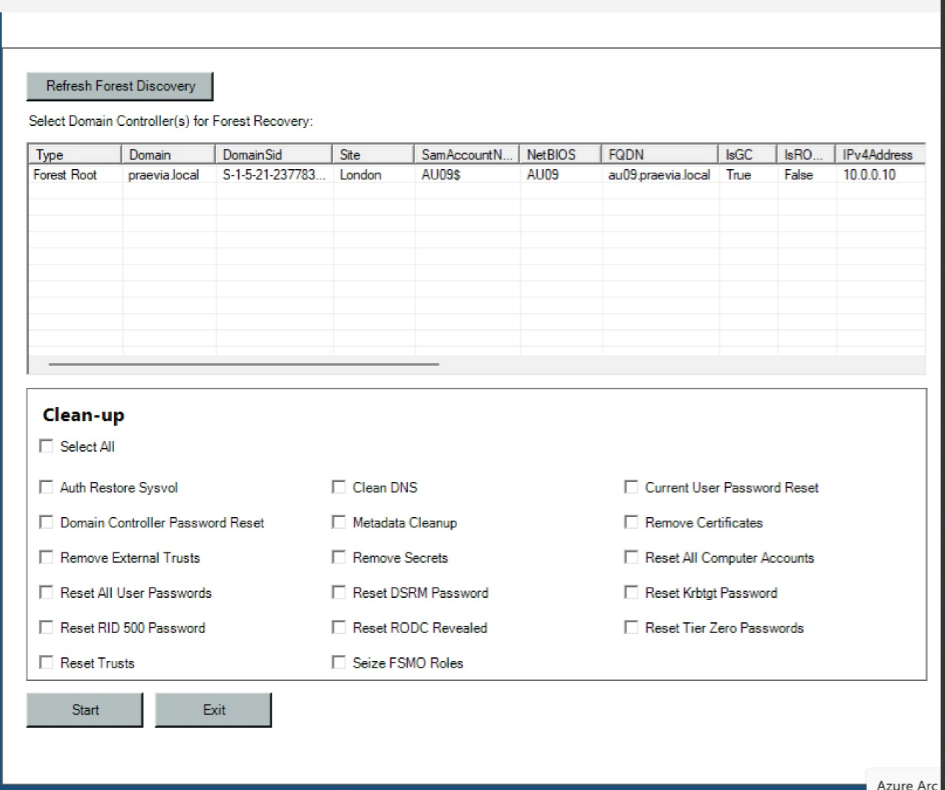 Refresh Forest Discovery
Select Domain Controller(s) for Forest Recovery:
Type Domain DomainSid Site SamAccountN... NetBIOS FQDN IsGC IsRO... IPv4Address
Forest Root praevia.local S-1-5-21-237783... London AU09$ AU09 au09.praevia.local True False 10.0.0.10
Clean-up
Select All
Auth Restore Sysvol Clean DNS Current User Password Reset
Domain Controller Password Reset Metadata Cleanup Remove Certificates
Remove External Trusts Remove Secrets Reset All Computer Accounts
Reset All User Passwords Reset DSRM Password Reset Krbtgt Password
Reset RID 500 Password Reset RODC Revealed Reset Tier Zero Passwords
Reset Trusts Seize FSMO Roles
Start Exit
Azure Arc